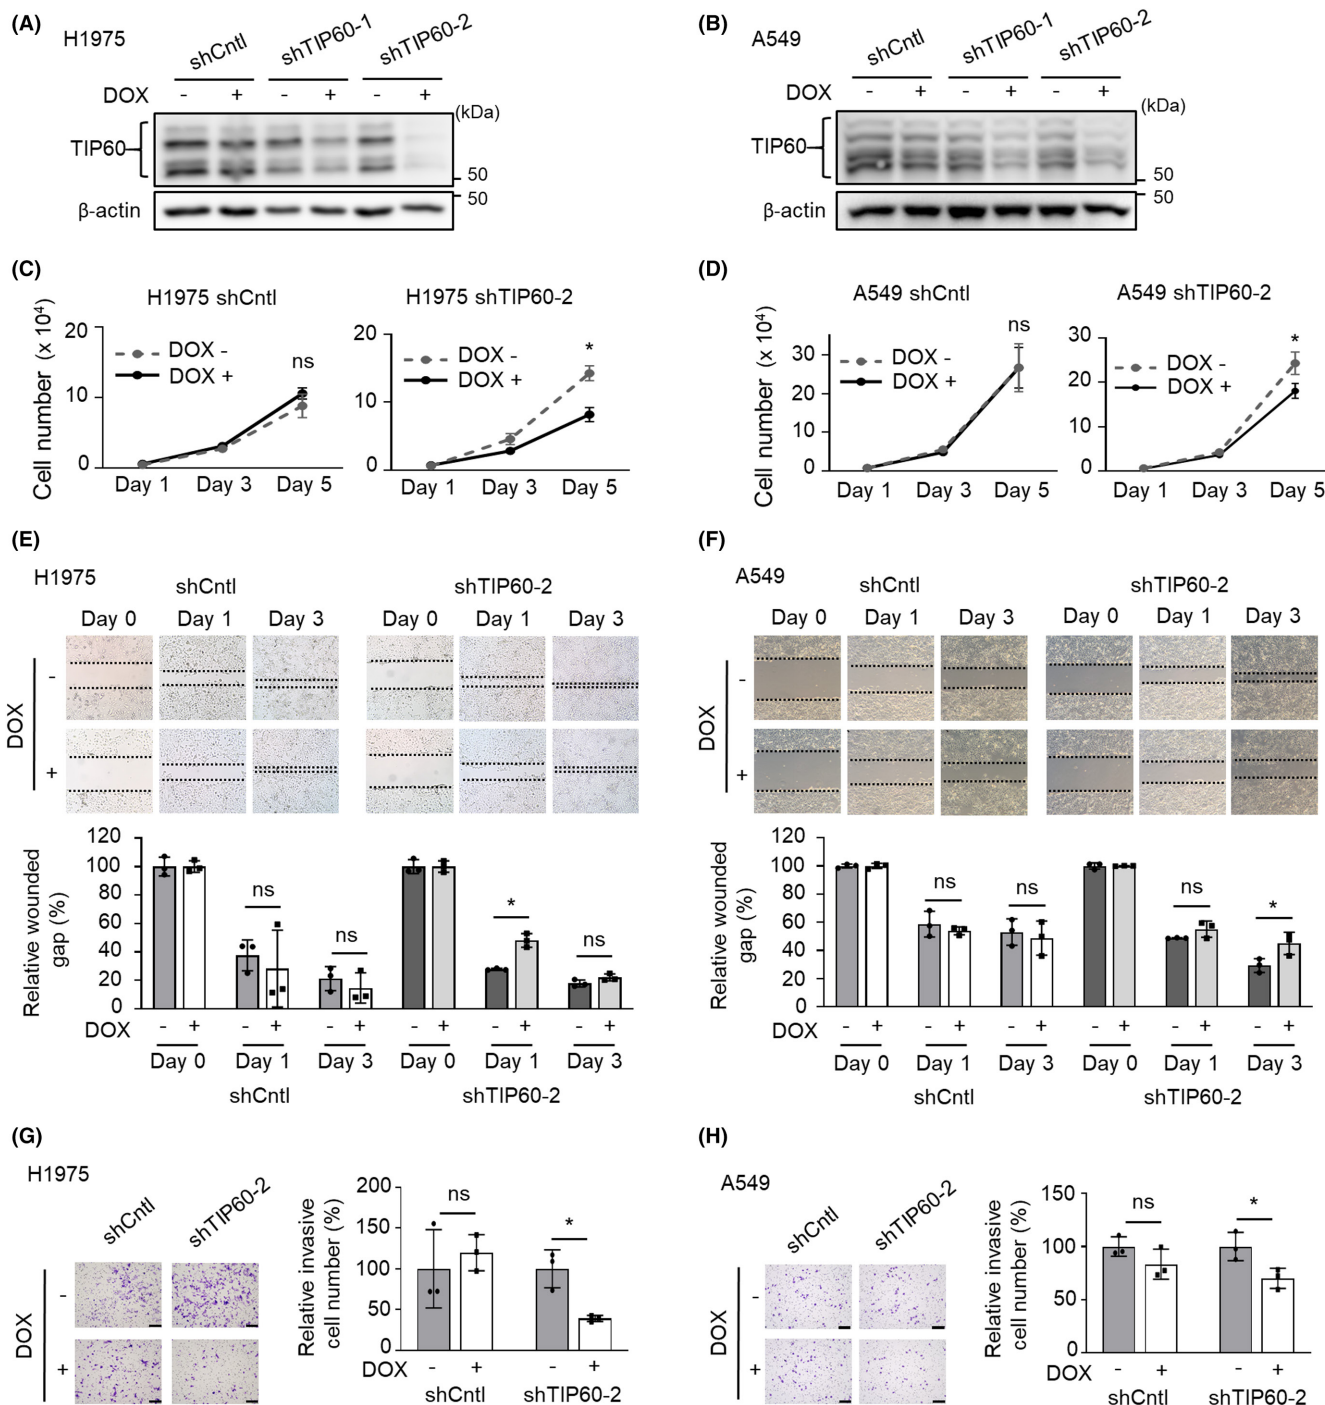 (A)
H1975
shCntl shTIP60-1 shTIP60-2
DOX - + - + - +
(kDa)
TIP60
50
50
β-actin
(B)
A549
shCntl shTIP60-1 shTIP60-2
DOX - + - + - +
(kDa)
TIP60
50
50
β-actin
(C)
H1975 shCntl
H1975 shTIP60-2
Cell number (x 10⁴)
20
10
0
DOX -
DOX +
ns
Day 1 Day 3 Day 5
20
10
0
DOX -
DOX +
*
Day 1 Day 3 Day 5
(D)
A549 shCntl
A549 shTIP60-2
Cell number (x 10⁴)
30
20
10
0
DOX -
DOX +
ns
Day 1 Day 3 Day 5
30
20
10
0
DOX -
DOX +
*
Day 1 Day 3 Day 5
(E)
H1975
shCntl shTIP60-2
Day 0 Day 1 Day 3 Day 0 Day 1 Day 3
DOX
-
+
Relative wounded
gap (%)
120
100
80
60
40
20
0
ns ns * ns
DOX - + - + - + - + - + - +
Day 0 Day 1 Day 3 Day 0 Day 1 Day 3
shCntl shTIP60-2
(F)
A549
shCntl shTIP60-2
Day 0 Day 1 Day 3 Day 0 Day 1 Day 3
DOX
-
+
Relative wounded
gap (%)
120
100
80
60
40
20
0
ns ns ns *
DOX - + - + - + - + - + - +
Day 0 Day 1 Day 3 Day 0 Day 1 Day 3
shCntl shTIP60-2
(G)
H1975
shCntl shTIP60-2
DOX
-
+
Relative invasive
cell number (%)
200
150
100
50
0
ns *
DOX - + - +
shCntl shTIP60-2
(H)
A549
shCntl shTIP60-2
DOX
-
+
Relative invasive
cell number (%)
150
100
50
0
ns *
DOX - + - +
shCntl shTIP60-2